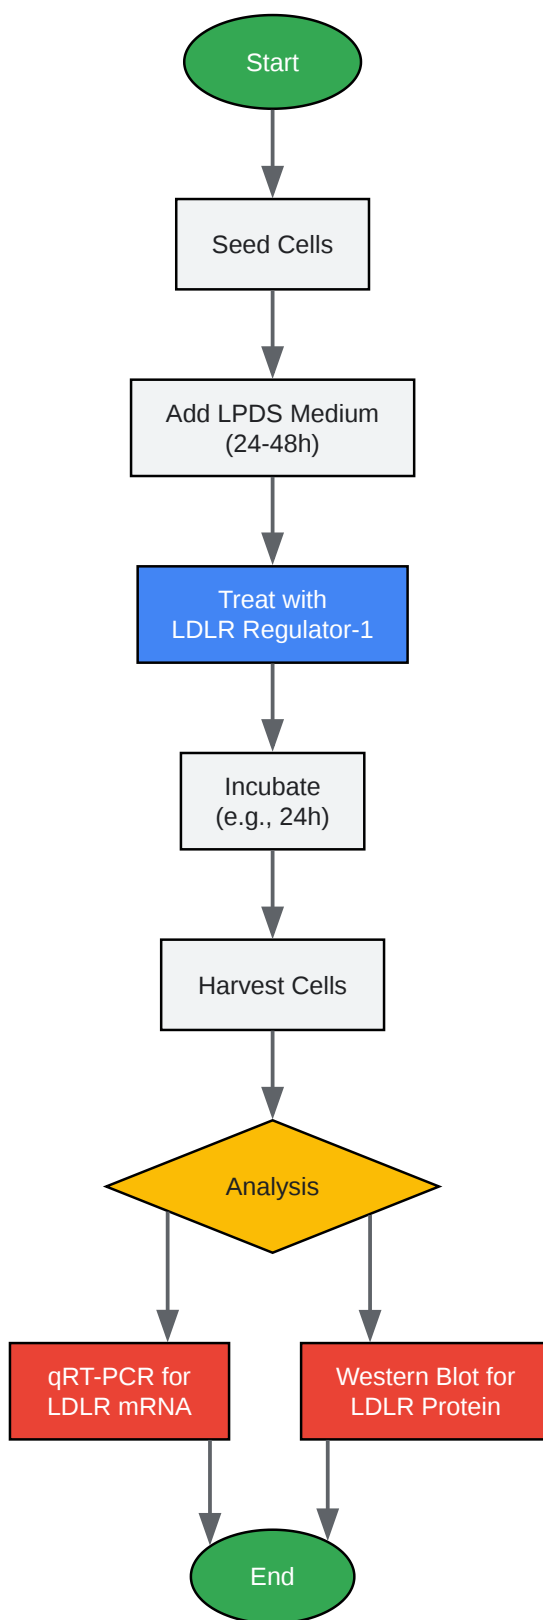 Start
Seed Cells
Add LPDS Medium
(24-48h)
Treat with
LDLR Regulator-1
Incubate
(e.g., 24h)
Harvest Cells
Analysis
qRT-PCR for
LDLR mRNA
Western Blot for
LDLR Protein
End